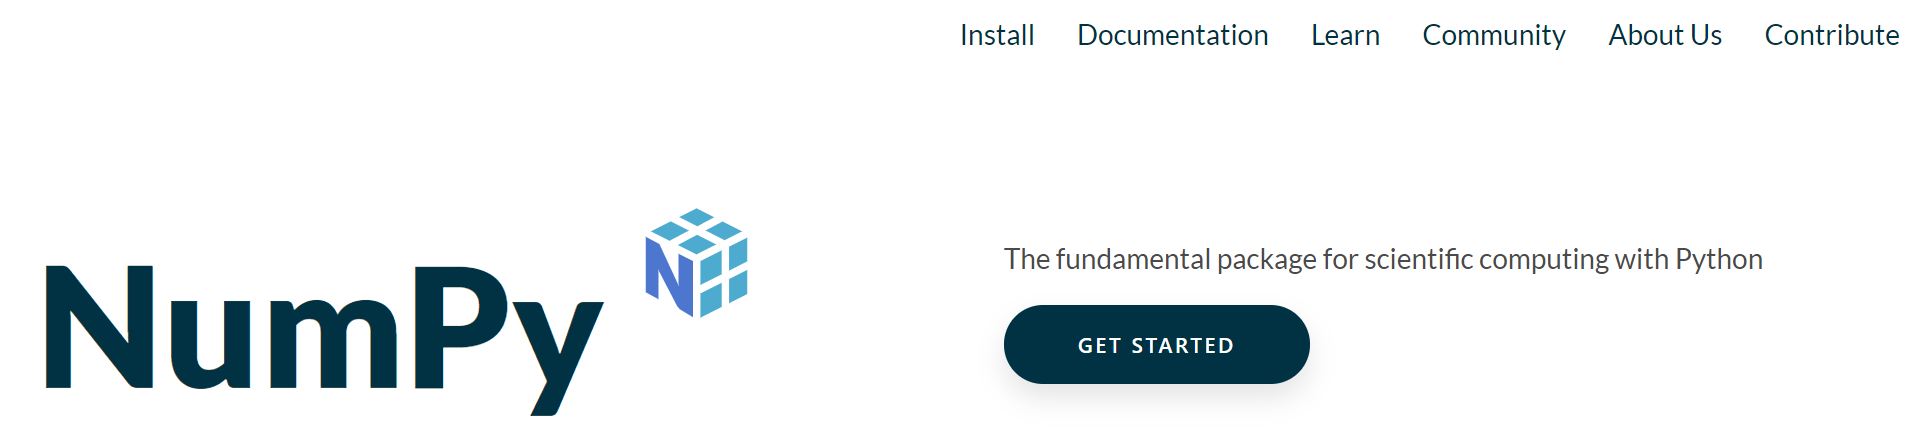 Install Documentation Learn Community About Us Contribute
NumPy
The fundamental package for scientific computing with Python
GET STARTED